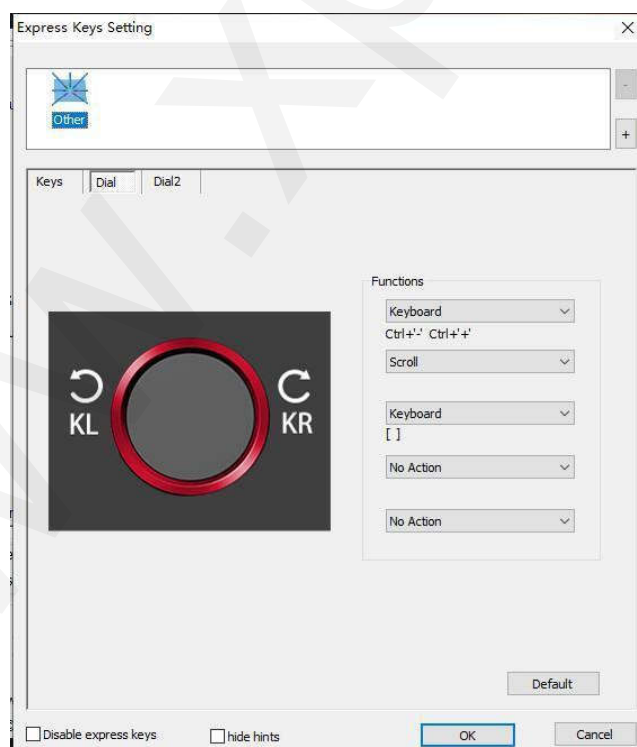 Express Keys Setting
Other
-
+
Keys Dial Dial2
Functions
Keyboard
Ctrl+'-' Ctrl+'+'
Scroll
Keyboard
[ ]
No Action
No Action
KL KR
Default
Disable express keys hide hints OK Cancel